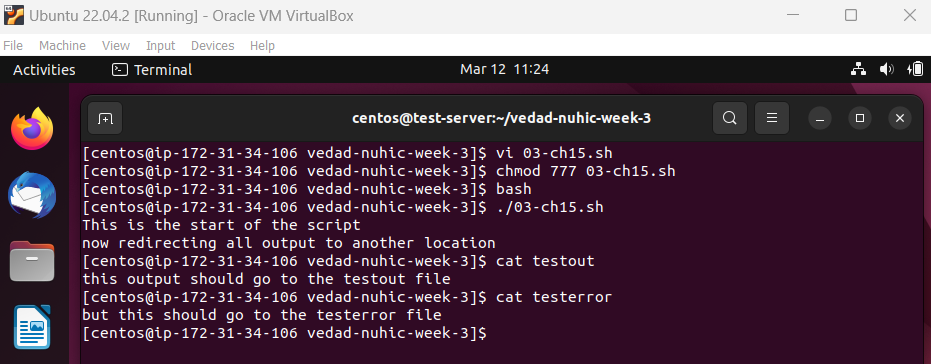 Ubuntu 22.04.2 [Running] - Oracle VM VirtualBox
File Machine View Input Devices Help
Activities Terminal Mar 12 11:24
centos@test-server:~/vedad-nuhic-week-3
[centos@ip-172-31-34-106 vedad-nuhic-week-3]$ vi 03-ch15.sh
[centos@ip-172-31-34-106 vedad-nuhic-week-3]$ chmod 777 03-ch15.sh
[centos@ip-172-31-34-106 vedad-nuhic-week-3]$ bash
[centos@ip-172-31-34-106 vedad-nuhic-week-3]$ ./03-ch15.sh
This is the start of the script
now redirecting all output to another location
[centos@ip-172-31-34-106 vedad-nuhic-week-3]$ cat testout
this output should go to the testout file
[centos@ip-172-31-34-106 vedad-nuhic-week-3]$ cat testerror
but this should go to the testerror file
[centos@ip-172-31-34-106 vedad-nuhic-week-3]$